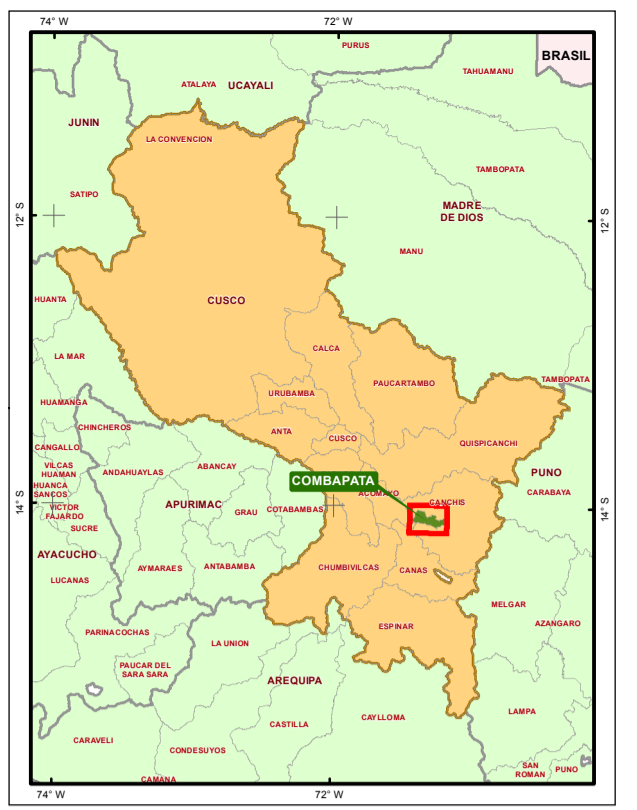 74° W
72° W
PURUS
BRASIL
TAHUAMANU
ATALAYA
UCAYALI
JUNIN
LA CONVENCION
TAMBOPATA
SATIPO
MADRE
DE DIOS
12° S
12° S
MANU
HUANTA
CUSCO
LA MAR
CALCA
PAUCARTAMBO
TAMBOPATA
URUBAMBA
HUAMANGA
CHINCHEROS
ANTA
CUSCO
QUISPICANCHI
CANGALLO
VILCAS
HUAMAN
ANDAHUAYLAS
ABANCAY
PUNO
COMBAPATA
HUANCA
SANCOS
ACOMAYO
CARABAYA
CANCHIS
APURIMAC
14° S
14° S
VICTOR
FAJARDO
GRAU
COTABAMBAS
SUCRE
AYACUCHO
AYMARAES
ANTABAMBA
CHUMBIVILCAS
CANAS
LUCANAS
MELGAR
AZANGARO
PARINACOCHAS
ESPINAR
LA UNION
PAUCAR DEL
SARA SARA
AREQUIPA
LAMPA
CAYLLOMA
CASTILLA
CARAVELI
CONDESUYOS
SAN
ROMAN
PUNO
CAMANA
74° W
72° W